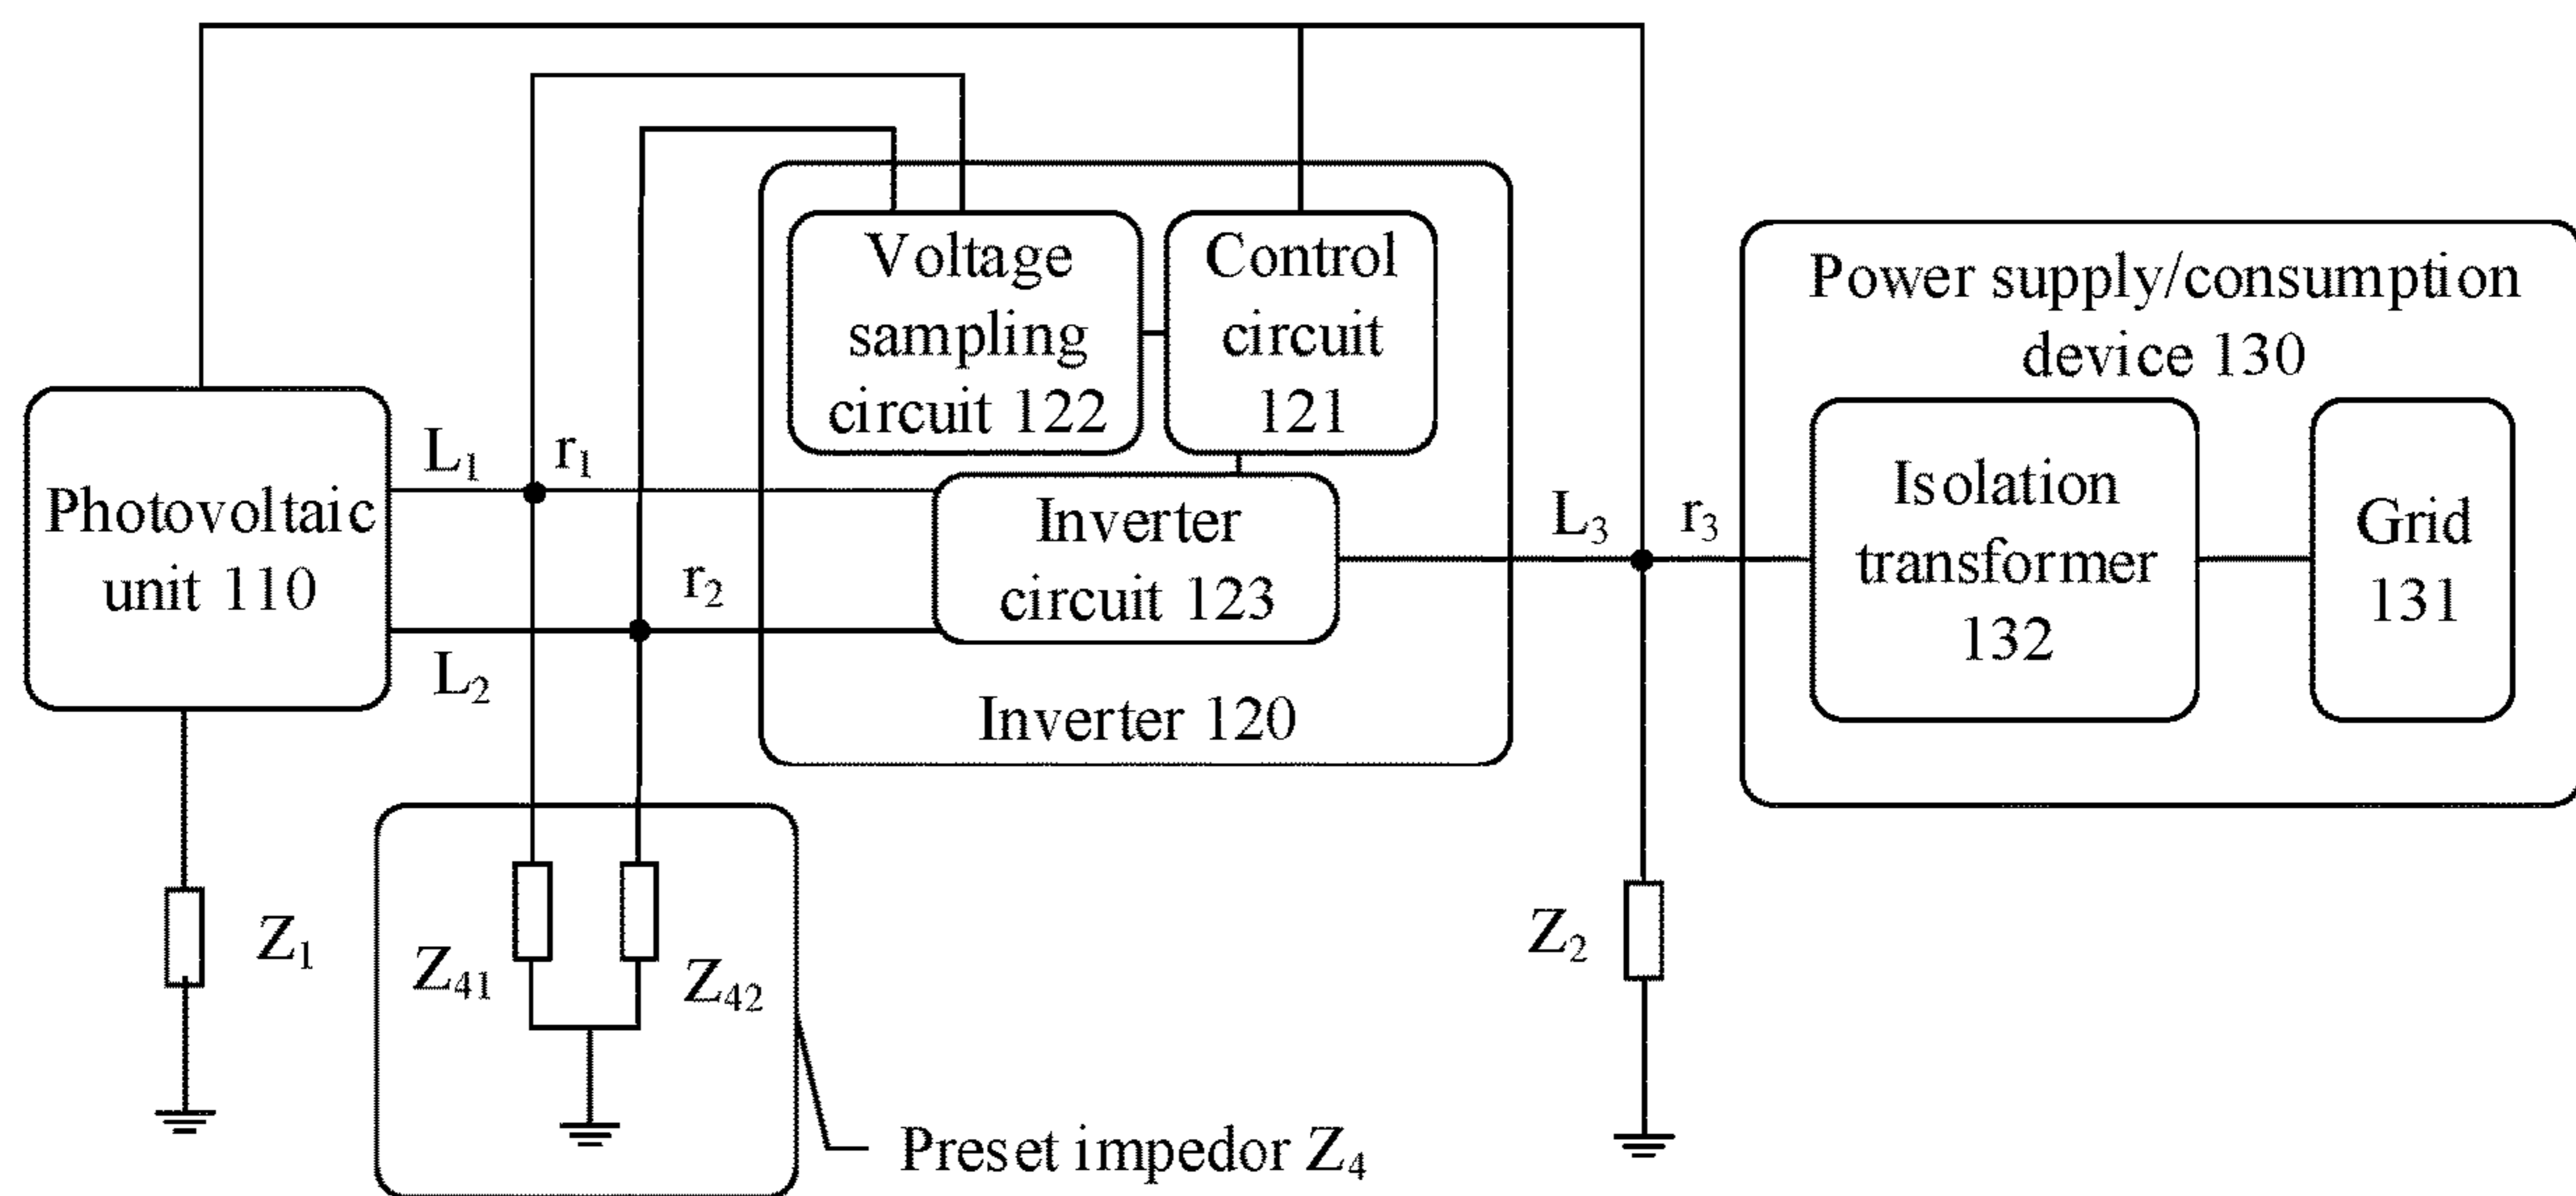 Voltage
sampling
circuit 122
Control
circuit
121
Power supply/consumption
device 130
Photovoltaic
unit 110
L₁
r₁
L₂
r₂
Inverter
circuit 123
Inverter 120
L₃
r₃
Isolation
transformer
132
Grid
131
Z₁
Z₄₁
Z₄₂
Z₂
Preset impedor Z₄